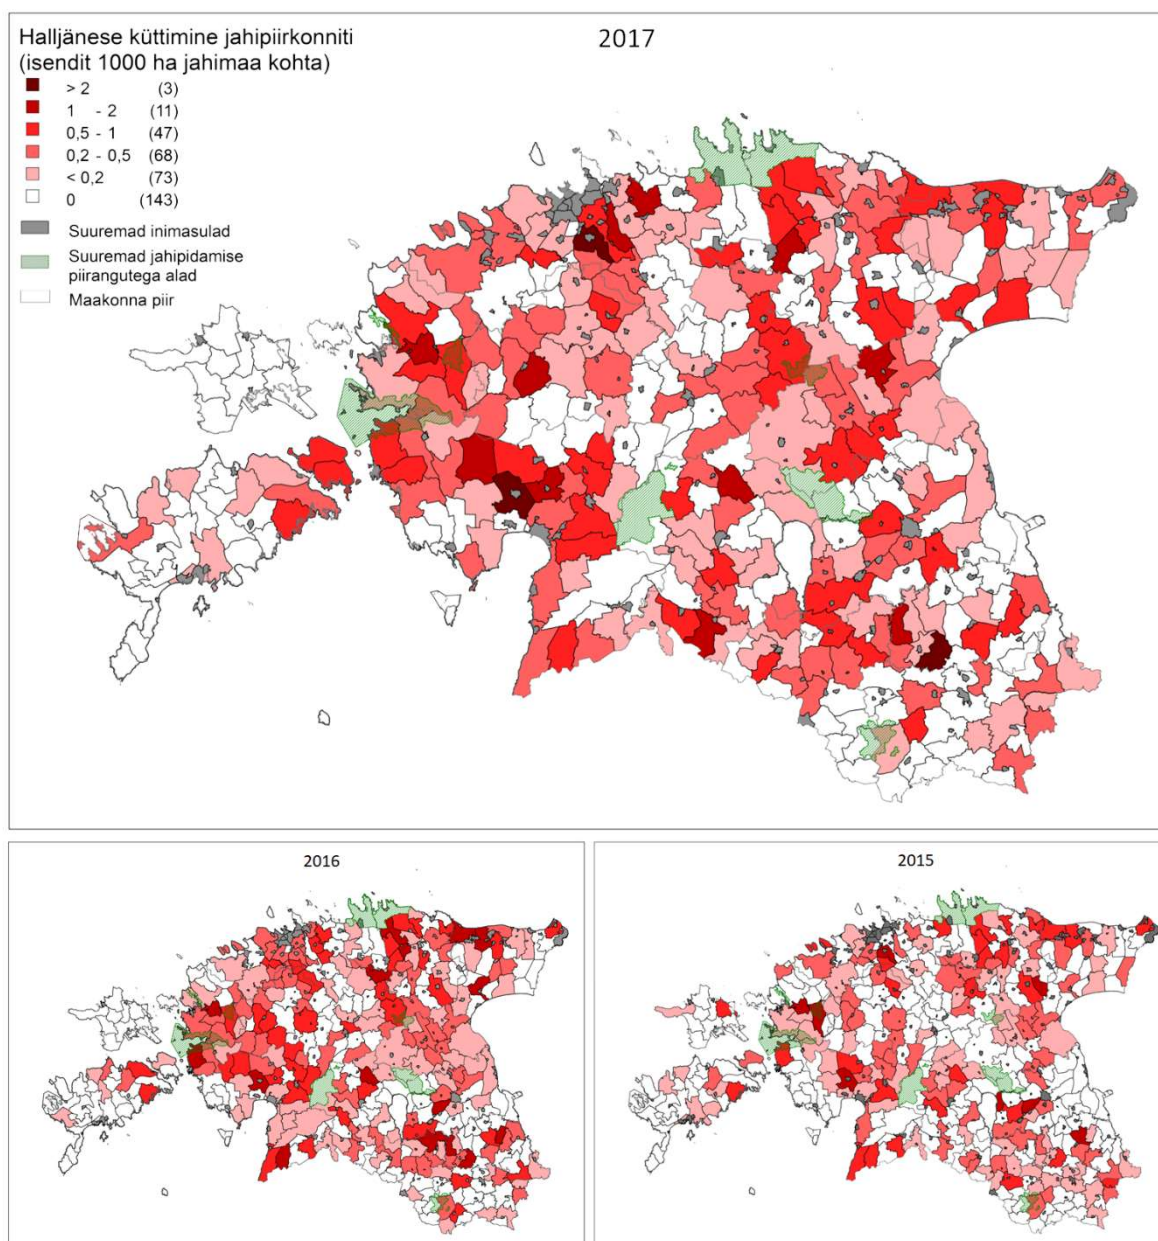 Halljänese küttimine jahipiirkonniti
(isendit 1000 ha jahimaa kohta)
2017
> 2 (3)
1 - 2 (11)
0,5 - 1 (47)
0,2 - 0,5 (68)
< 0,2 (73)
0 (143)
Suuremad inimasulad
Suuremad jahipidamise
piirangutega alad
Maakonna piir
2016
2015